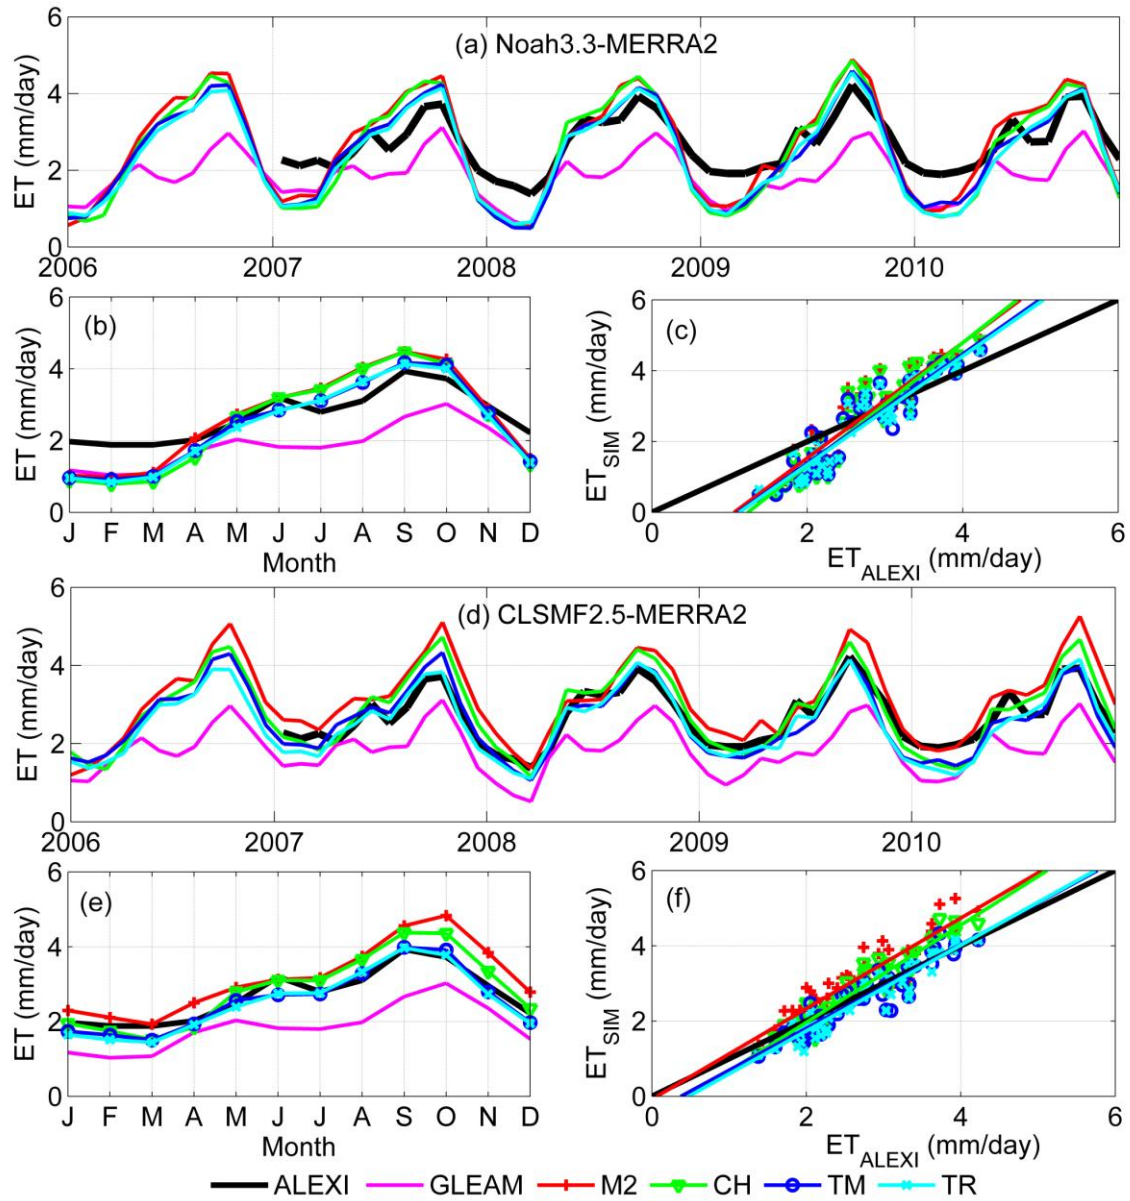 (a) Noah3.3-MERRA2
ET (mm/day)
6
4
2
0
2006 2007 2008 2009 2010
(b)
ET (mm/day)
6
4
2
0
J F M A M J J A S O N D
Month
(c)
ET_SIM (mm/day)
6
4
2
0
0 2 4 6
ET_ALEXI (mm/day)
(d) CLSMF2.5-MERRA2
ET (mm/day)
6
4
2
0
2006 2007 2008 2009 2010
(e)
ET (mm/day)
6
4
2
0
J F M A M J J A S O N D
Month
(f)
ET_SIM (mm/day)
6
4
2
0
0 2 4 6
ET_ALEXI (mm/day)
ALEXI GLEAM M2 CH TM TR